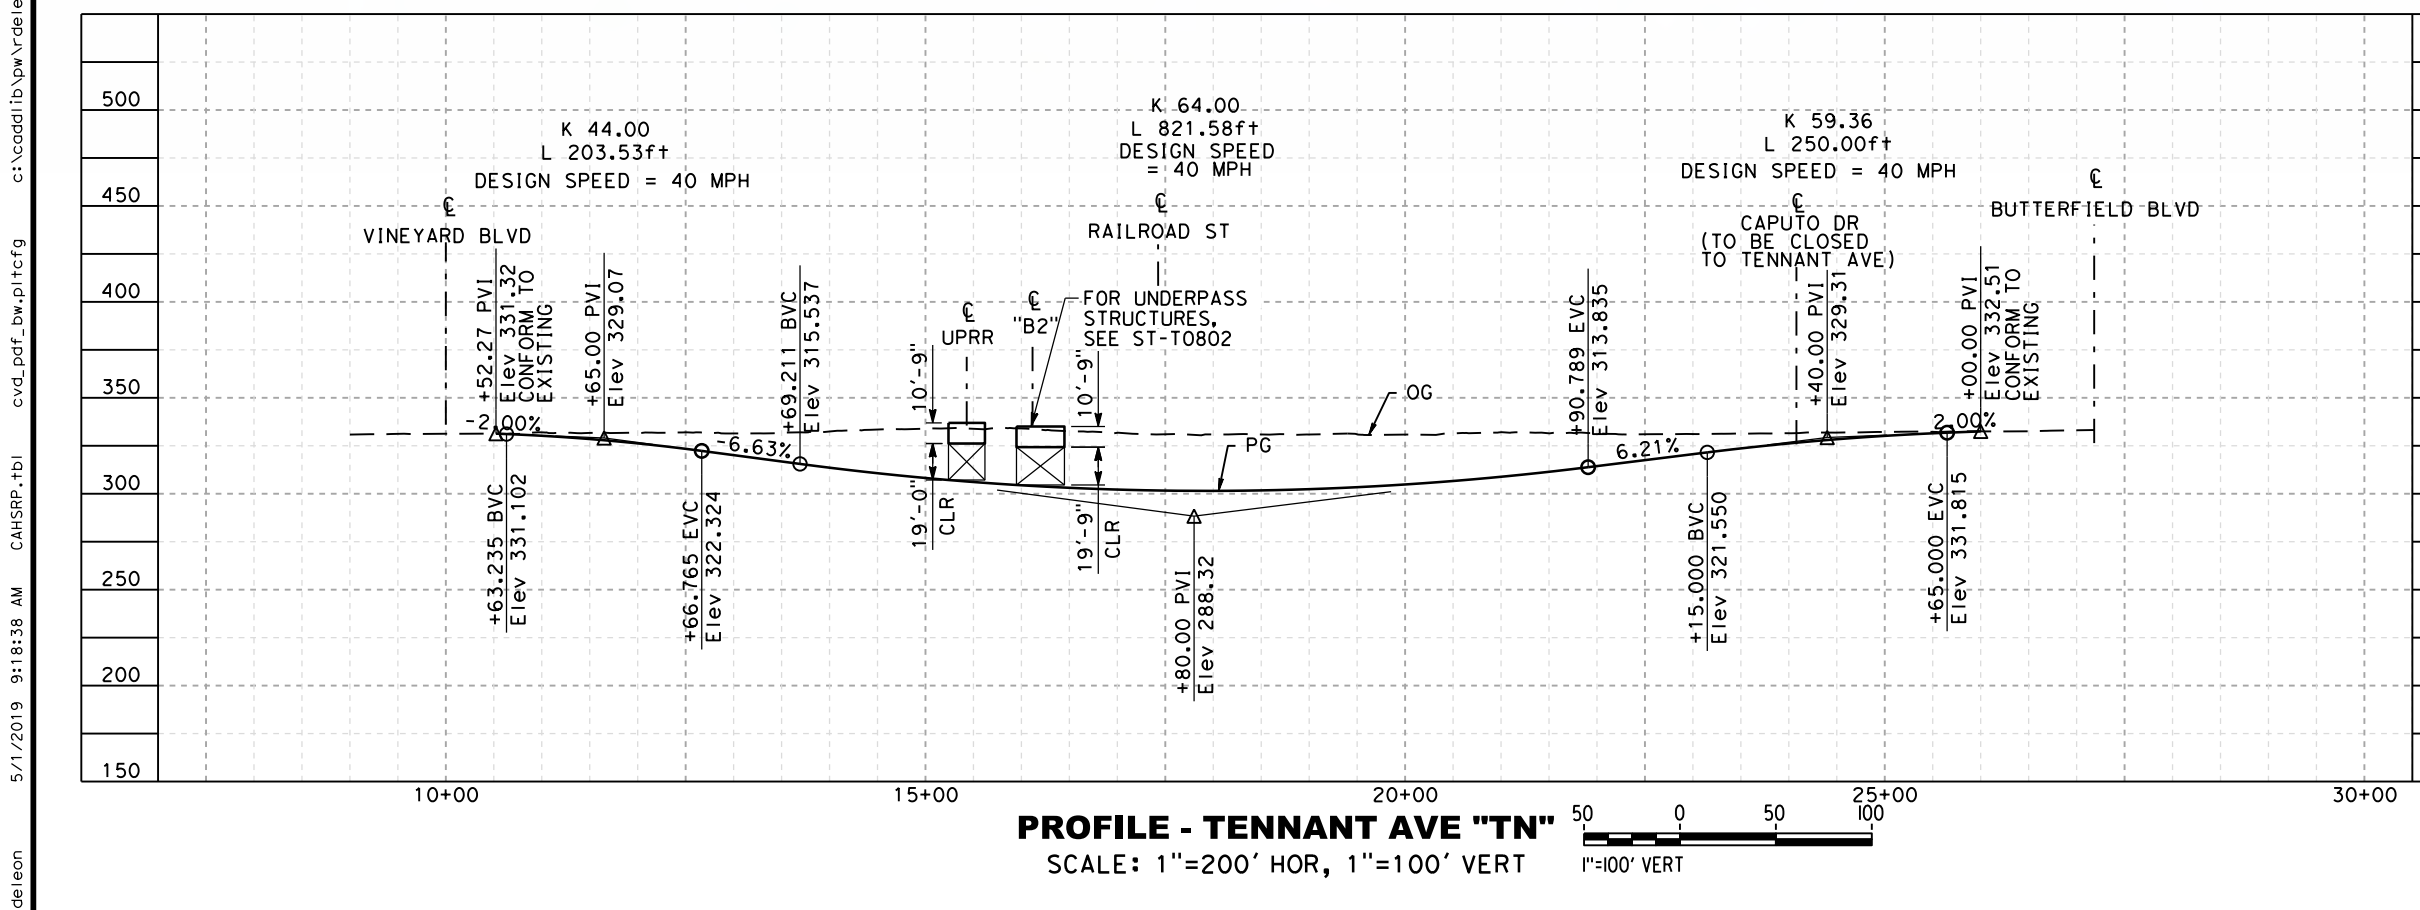 c:\caddlib\pw\rdele
cvd_pdf_bw.pltcfg
CAHSRP.tbl
9:18:38 AM
5/1/2019
deleon
500
450
400
350
300
250
200
150
K 44.00
L 203.53ft
DESIGN SPEED = 40 MPH
K 64.00
L 821.58ft
DESIGN SPEED
= 40 MPH
K 59.36
L 250.00ft
DESIGN SPEED = 40 MPH
℄
VINEYARD BLVD
℄
RAILROAD ST
℄
CAPUTO DR
(TO BE CLOSED
TO TENNANT AVE)
℄
BUTTERFIELD BLVD
+52.27 PVI
Elev 331.32
CONFORM TO
EXISTING
+65.00 PVI
Elev 329.07
+69.211 BVC
Elev 315.537
℄
UPRR
℄
"B2"
FOR UNDERPASS
STRUCTURES,
SEE ST-T0802
10'-9"
10'-9"
OG
PG
+90.789 EVC
Elev 313.835
+40.00 PVI
Elev 329.31
+00.00 PVI
Elev 332.51
CONFORM TO
EXISTING
-2.00%
-6.63%
6.21%
2.00%
+63.235 BVC
Elev 331.102
+66.765 EVC
Elev 322.324
19'-0"
CLR
19'-9"
CLR
+80.00 PVI
Elev 288.32
+15.000 BVC
Elev 321.550
+65.000 EVC
Elev 331.815
10+00
15+00
20+00
25+00
30+00
PROFILE - TENNANT AVE "TN"
SCALE: 1"=200' HOR, 1"=100' VERT
50 0 50 100
1"=100' VERT